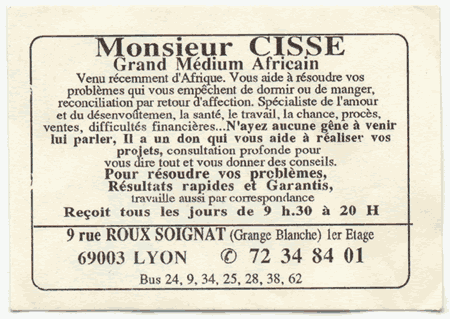 Monsieur CISSE
Grand Médium Africain
Venu récemment d'Afrique. Vous aide à résoudre vos
problèmes qui vous empêchent de dormir ou de manger,
reconciliation par retour d'affection. Spécialiste de l'amour
et du désenvoûtemen, la santé, le travail, la chance, procès,
ventes, difficultés financières...N'ayez aucune gêne à venir
lui parler, Il a un don qui vous aide à réaliser vos
projets, consultation profonde pour
vous dire tout et vous donner des conseils.
Pour résoudre vos problèmes,
Résultats rapides et Garantis,
travaille aussi par correspondance
Reçoit tous les jours de 9 h.30 à 20 H
9 rue ROUX SOIGNAT (Grange Blanche) 1er Etage
69003 LYON ✆ 72 34 84 01
Bus 24, 9, 34, 25, 28, 38, 62